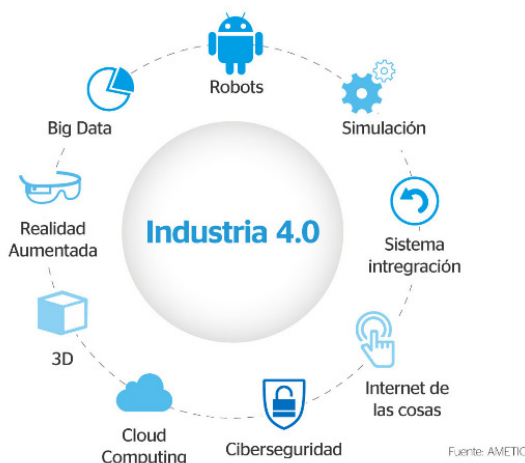 Robots
Simulación
Sistema
intregración
Internet de
las cosas
Ciberseguridad
Cloud
Computing
3D
Realidad
Aumentada
Big Data
Industria 4.0
Fuente: AMETIC